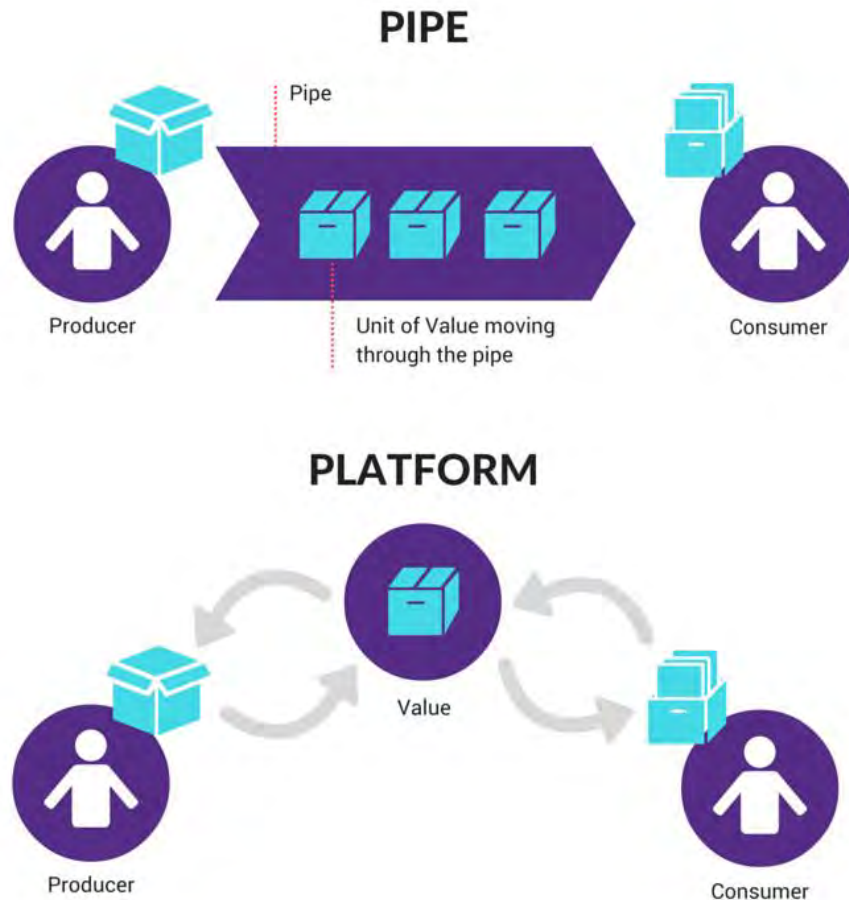 PIPE
Pipe
Producer
Unit of Value moving
through the pipe
Consumer
PLATFORM
Value
Producer
Consumer